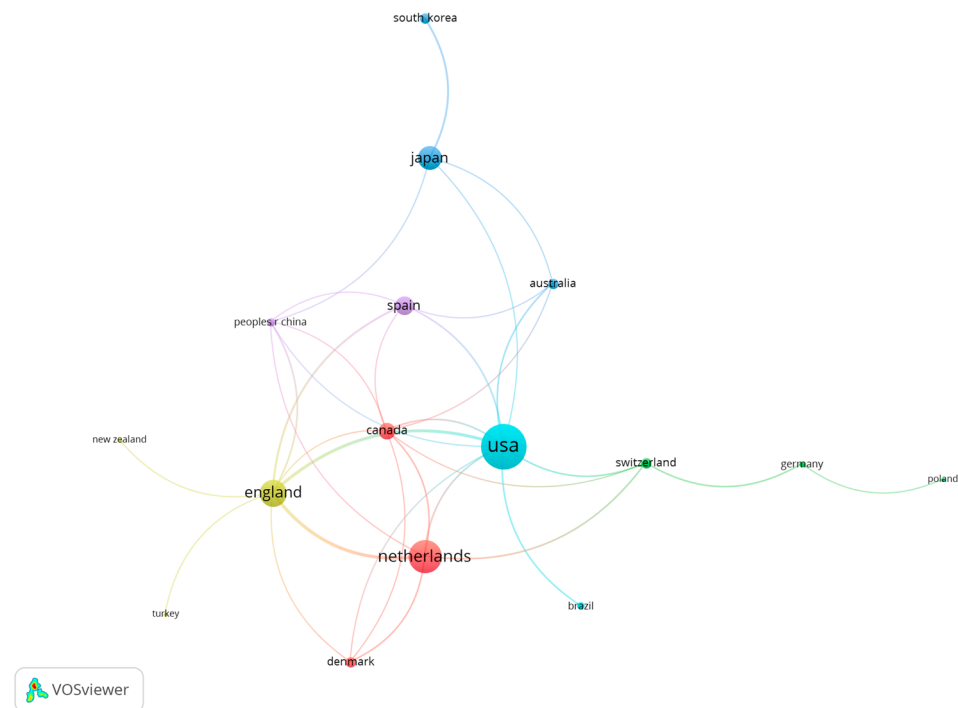 south korea
japan
australia
spain
peoples r china
canada
new zealand
usa
switzerland
germany
poland
england
netherlands
brazil
turkey
denmark
VOSviewer